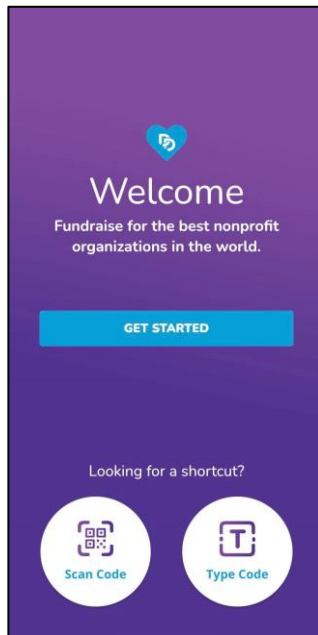 Welcome
Fundraise for the best nonprofit
organizations in the world.
GET STARTED
Looking for a shortcut?
Scan Code
T
Type Code